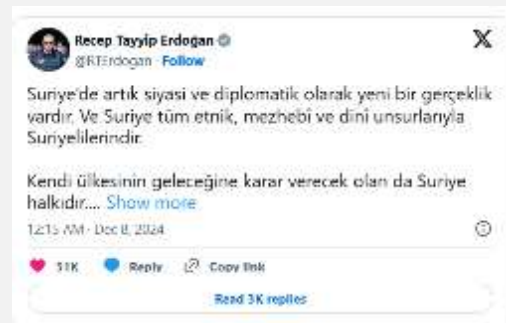 Recep Tayyip Erdoğan
X
@RTErdogan · Follow
Suriye'de artık siyasi ve diplomatik olarak yeni bir gerçeklik
vardır. Ve Suriye tüm etnik, mezhebî ve dinî unsurlarıyla
Suriyelilerindir.
Kendi ülkesinin geleceğine karar verecek olan da Suriye
halkıdır.... Show more
12:15 AM · Dec 8, 2024
51K Reply Copy link
Read 3K replies